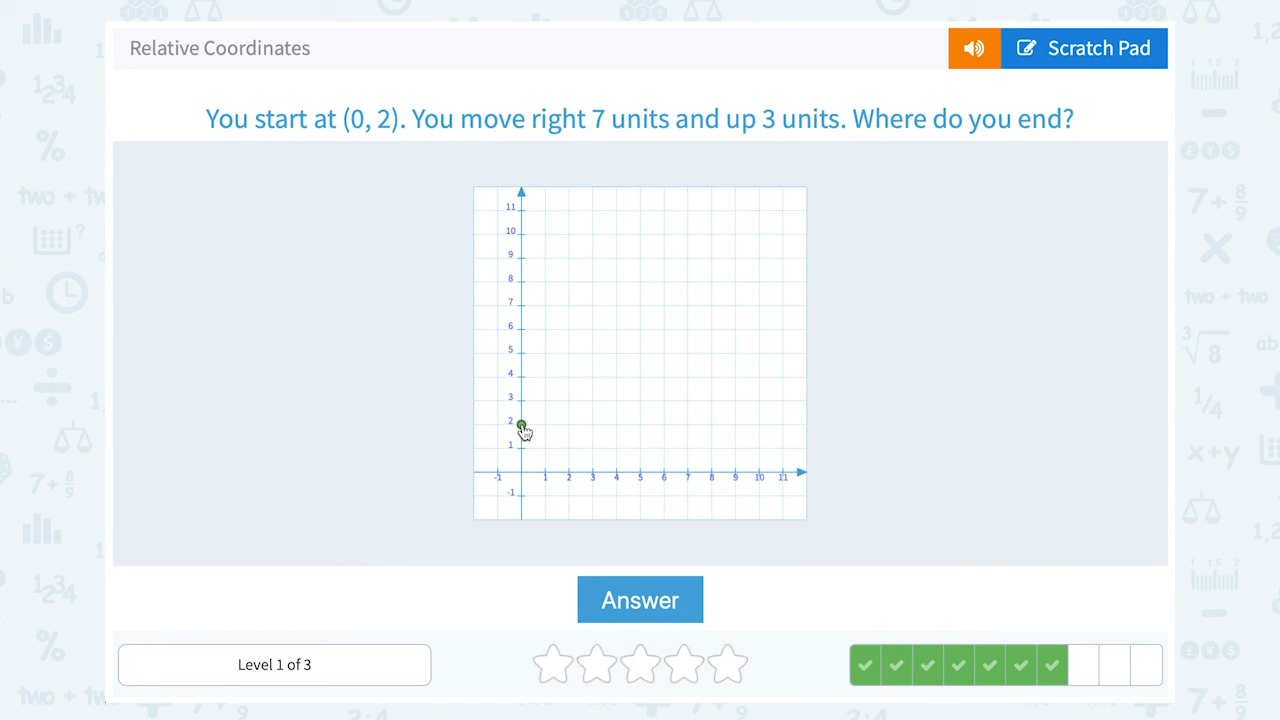 Relative Coordinates
Scratch Pad
You start at (0, 2). You move right 7 units and up 3 units. Where do you end?
11
10
9
8
7
6
5
4
3
2
1
-1 1 2 3 4 5 6 7 8 9 10 11
-1
Answer
Level 1 of 3